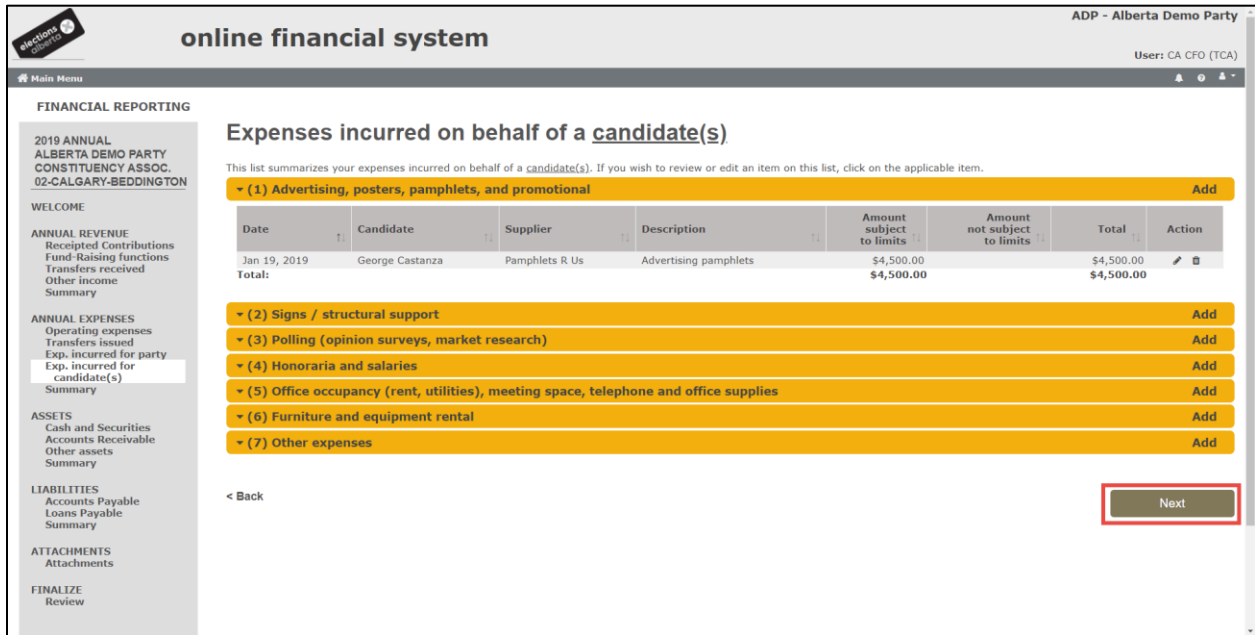 elections
alberta
online financial system
ADP - Alberta Demo Party
User: CA CFO (TCA)
Main Menu
FINANCIAL REPORTING
2019 ANNUAL
ALBERTA DEMO PARTY
CONSTITUENCY ASSOC.
02-CALGARY-BEDDINGTON
WELCOME
ANNUAL REVENUE
Receipted Contributions
Fund-Raising functions
Transfers received
Other income
Summary
ANNUAL EXPENSES
Operating expenses
Transfers issued
Exp. incurred for party
Exp. incurred for
candidate(s)
Summary
ASSETS
Cash and Securities
Accounts Receivable
Other assets
Summary
LIABILITIES
Accounts Payable
Loans Payable
Summary
ATTACHMENTS
Attachments
FINALIZE
Review
Expenses incurred on behalf of a candidate(s)
This list summarizes your expenses incurred on behalf of a candidate(s). If you wish to review or edit an item on this list, click on the applicable item.
(1) Advertising, posters, pamphlets, and promotional Add
Date Candidate Supplier Description Amount subject to limits Amount not subject to limits Total Action
Jan 19, 2019 George Castanza Pamphlets R Us Advertising pamphlets $4,500.00 $4,500.00
Total: $4,500.00 $4,500.00
(2) Signs / structural support Add
(3) Polling (opinion surveys, market research) Add
(4) Honoraria and salaries Add
(5) Office occupancy (rent, utilities), meeting space, telephone and office supplies Add
(6) Furniture and equipment rental Add
(7) Other expenses Add
< Back
Next